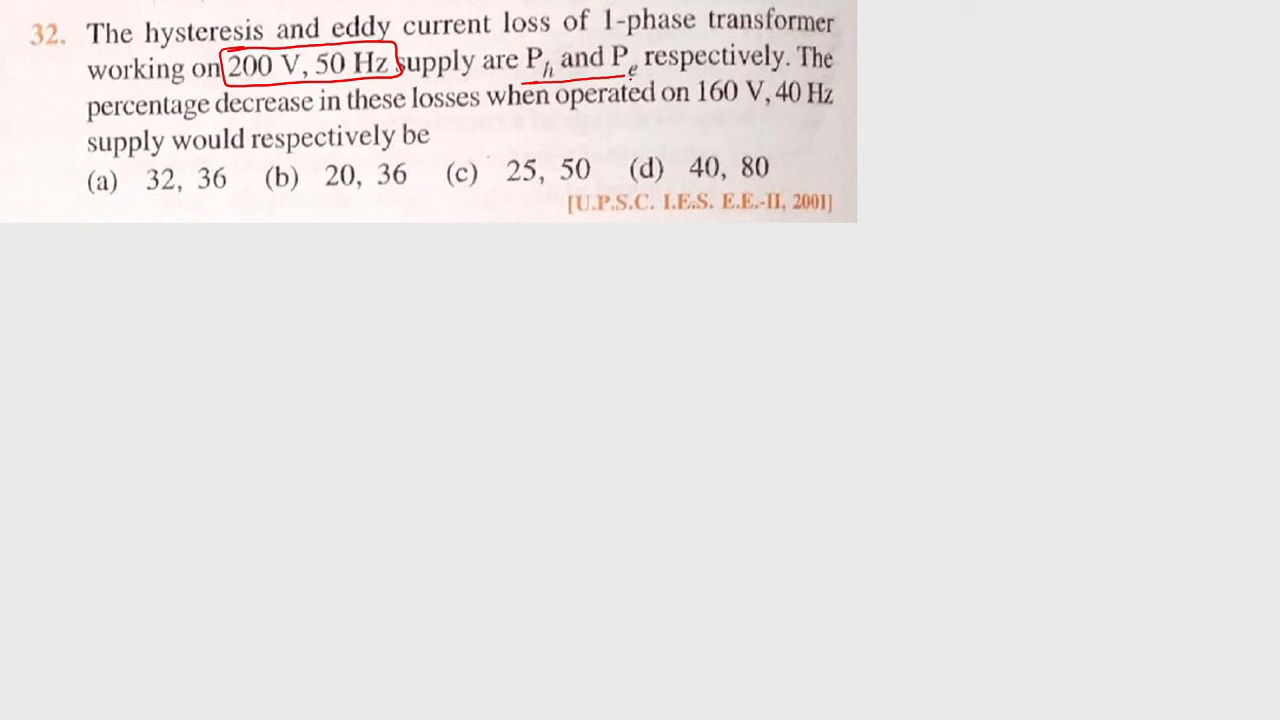 32. The hysteresis and eddy current loss of 1-phase transformer
working on 200 V, 50 Hz supply are Pₕ and Pₑ respectively. The
percentage decrease in these losses when operated on 160 V, 40 Hz
supply would respectively be
(a) 32, 36 (b) 20, 36 (c) 25, 50 (d) 40, 80
[U.P.S.C. I.E.S. E.E.-II, 2001]